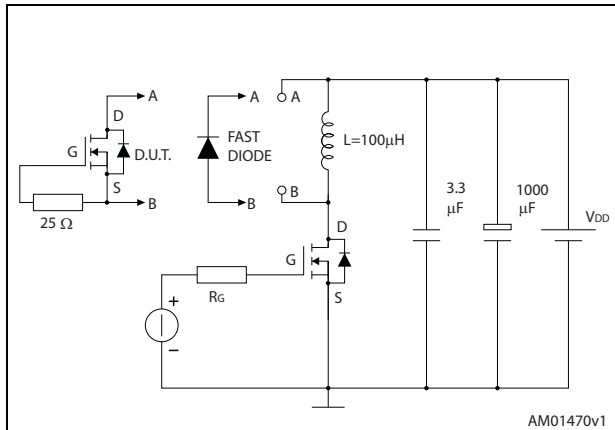 A
A
A
D
FAST
DIODE
G
D.U.T.
L=100µH
S
B
B
B
25 Ω
3.3
µF
1000
µF
VDD
D
G
S
RG
+
−
AM01470v1